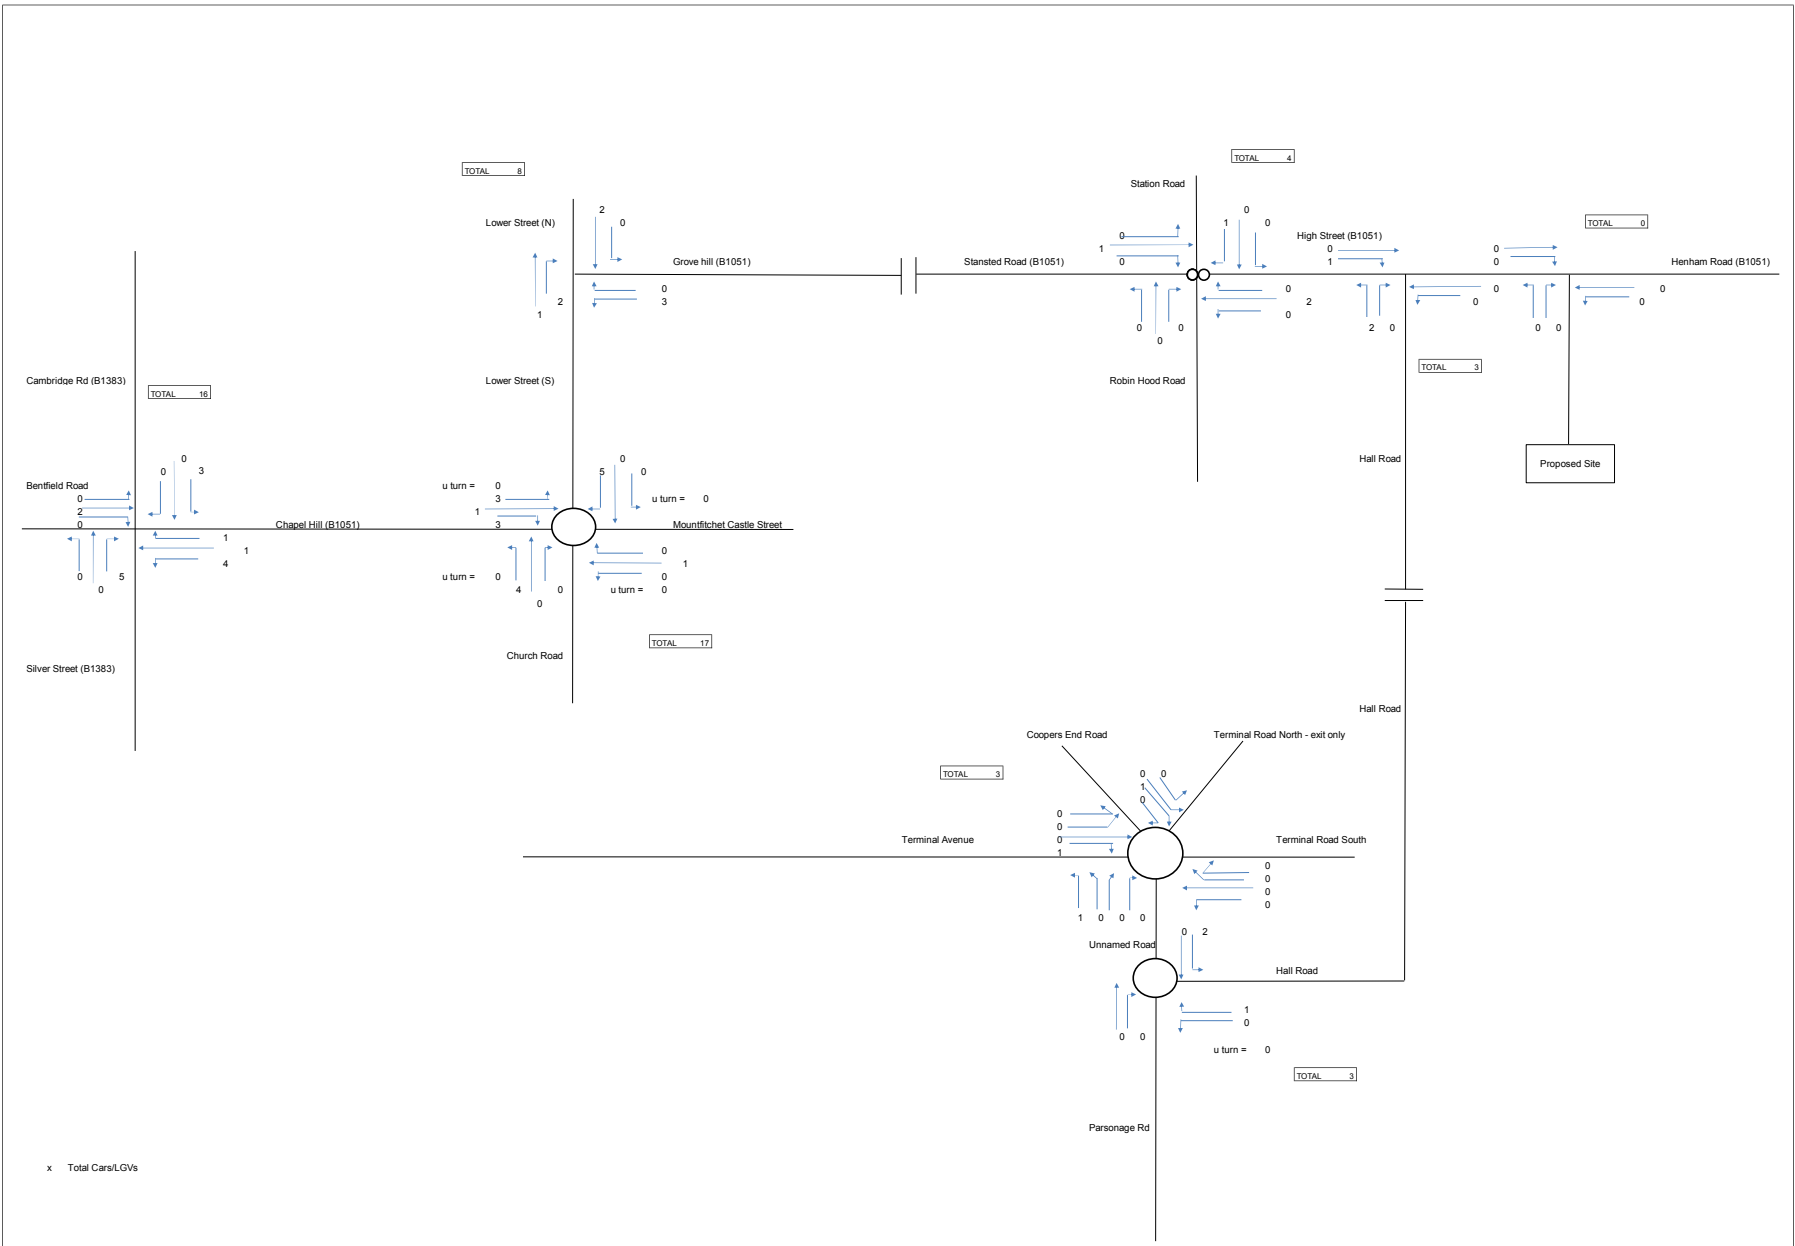 TOTAL 4
TOTAL 8
Station Road
Lower Street (N)
2
0
0
1 0
TOTAL 0
High Street (B1051)
0
1
0
0
1
0
0
0
Grove hill (B1051)
Stansted Road (B1051)
Henham Road (B1051)
0
3
2
1
0
2
0
0 0
0
2 0
0
0
0 0
0
0
TOTAL 3
Cambridge Rd (B1383)
TOTAL 16
Lower Street (S)
Robin Hood Road
Hall Road
Proposed Site
0
0 3
Bentfield Road
0
2
0
Chapel Hill (B1051)
1
1
4
0 5
0
u turn = 0
3
1
3
0
5 0
u turn = 0
Mountfitchet Castle Street
0
1
0
u turn = 0
u turn = 0
4 0
0
TOTAL 17
Church Road
Silver Street (B1383)
Hall Road
Coopers End Road
Terminal Road North - exit only
TOTAL 3
0 0
1
0
0
0
0
1
Terminal Avenue
Terminal Road South
0
0
0
0
1 0 0 0
0 2
Unnamed Road
Hall Road
1
0
0 0
u turn = 0
TOTAL 3
Parsonage Rd
x Total Cars/LGVs